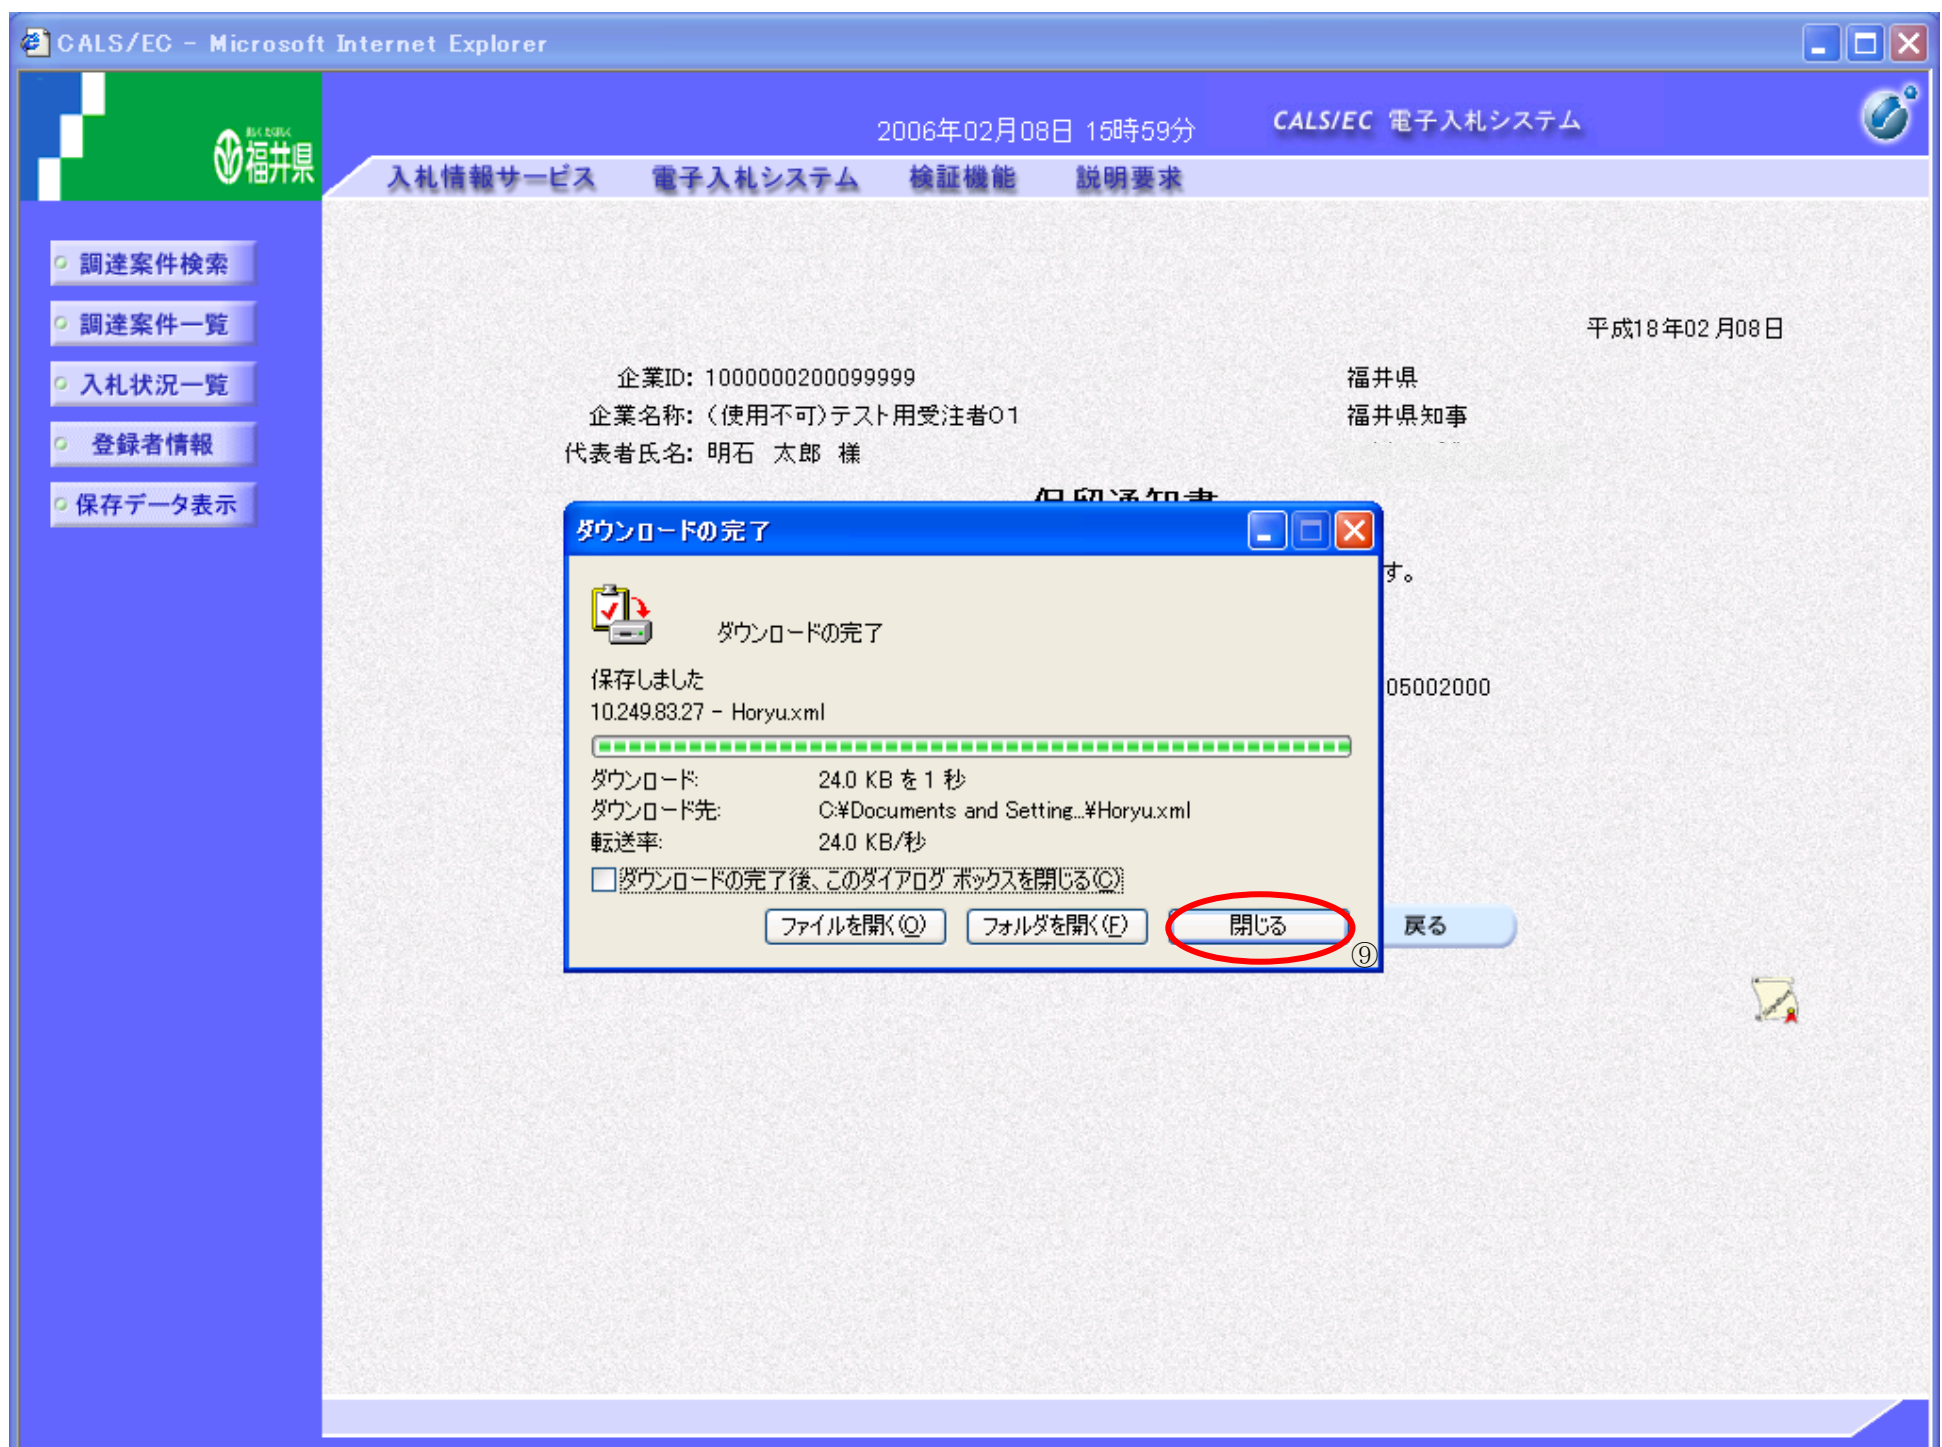 CALS/EC - Microsoft Internet Explorer
福井県
2006年02月08日 15時59分
CALS/EC 電子入札システム
入札情報サービス 電子入札システム 検証機能 説明要求
調達案件検索
調達案件一覧
入札状況一覧
登録者情報
保存データ表示
平成18年02月08日
企業ID: 1000000200099999
企業名称: (使用不可)テスト用受注者01
代表者氏名: 明石 太郎 様
福井県
福井県知事
保留通知書
す。
05002000
ダウンロードの完了
ダウンロードの完了
保存しました
10.249.83.27 - Horyu.xml
ダウンロード: 24.0 KB を 1 秒
ダウンロード先: C:¥Documents and Setting...¥Horyu.xml
転送率: 24.0 KB/秒
ダウンロードの完了後、このダイアログ ボックスを閉じる(C)
ファイルを開く(O) フォルダを開く(F) 閉じる
⑨
戻る